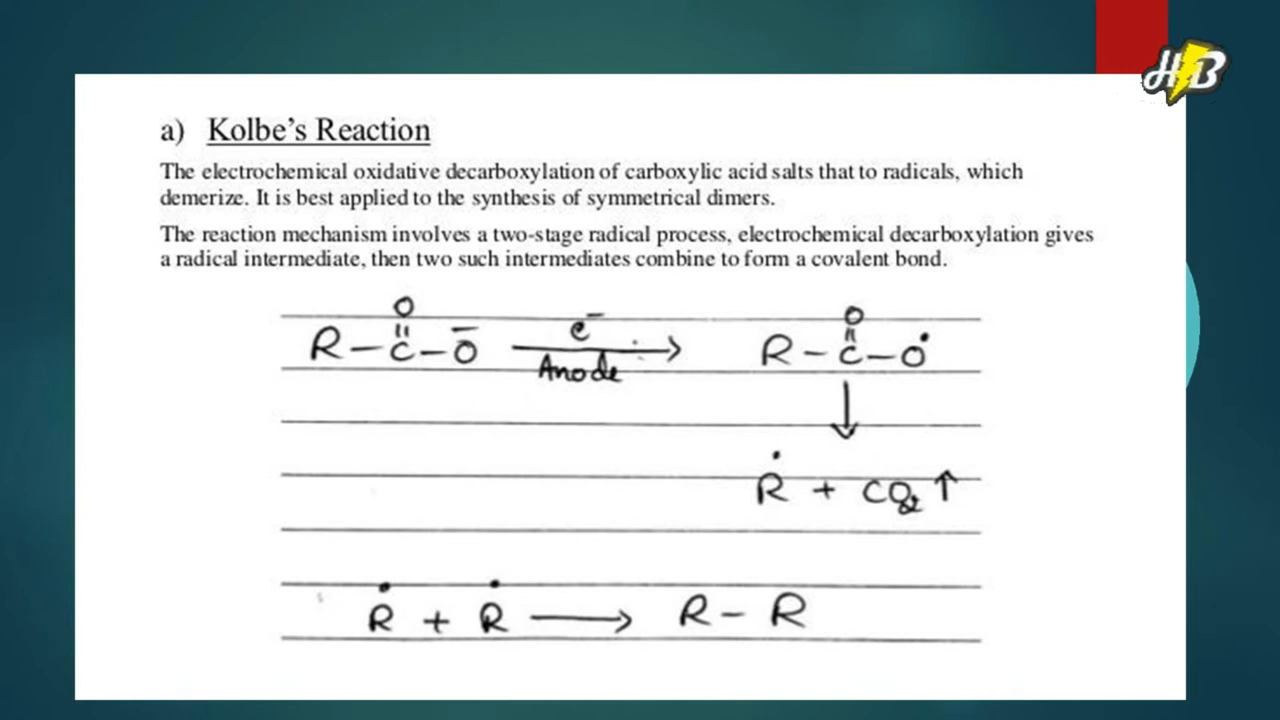 HB
a) Kolbe's Reaction
The electrochemical oxidative decarboxylation of carboxylic acid salts that to radicals, which
demerize. It is best applied to the synthesis of symmetrical dimers.
The reaction mechanism involves a two-stage radical process, electrochemical decarboxylation gives
a radical intermediate, then two such intermediates combine to form a covalent bond.
O O
R – C – O⁻ e⁻ → R – C – O•
Anode
↓
Ṙ + CO₂ ↑
Ṙ + Ṙ → R – R